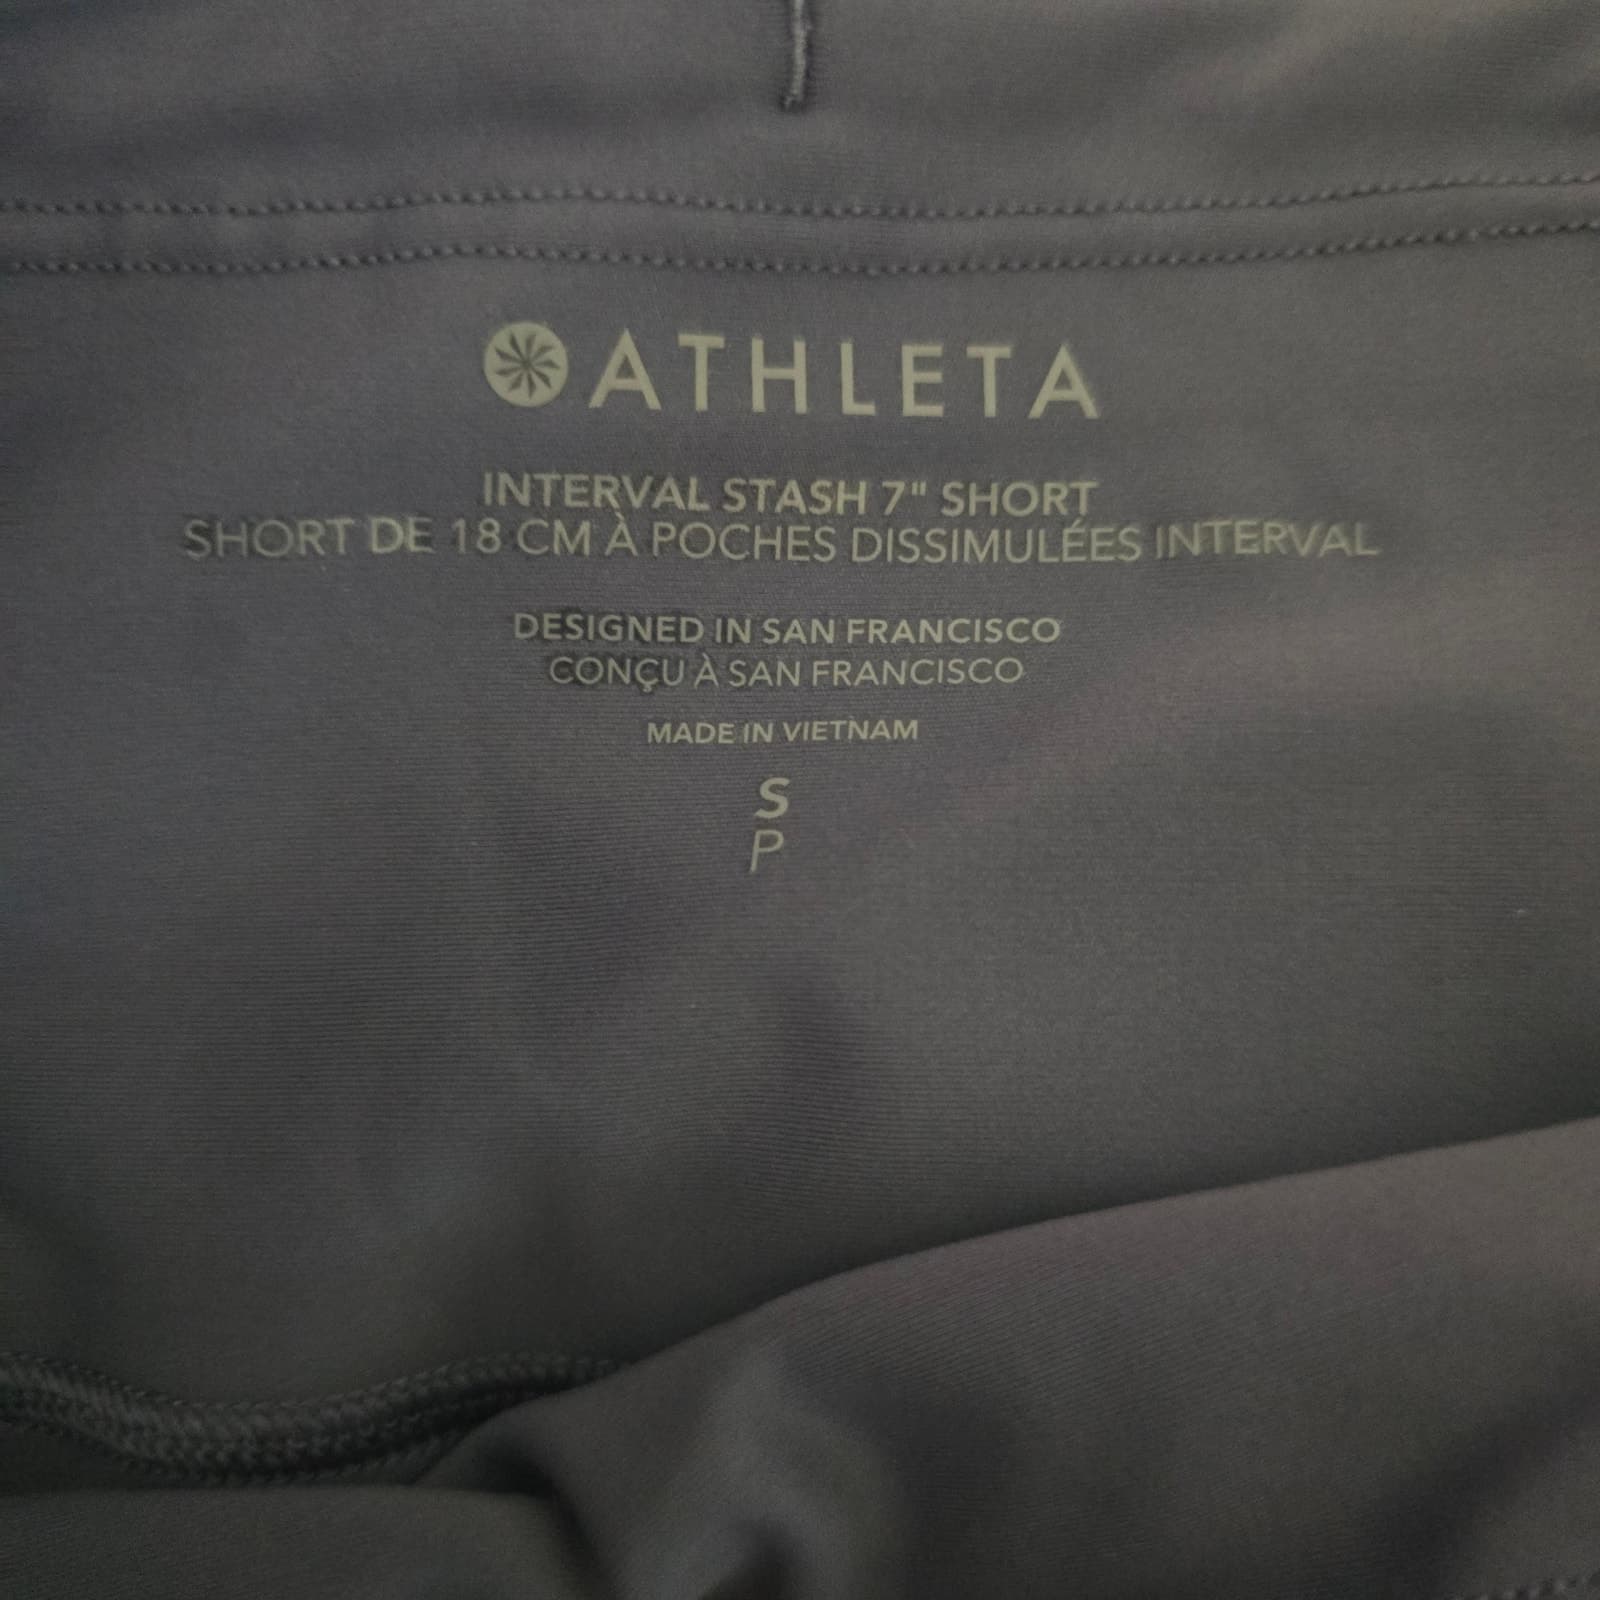 ATHLETA
INTERVAL STASH 7" SHORT
SHORT DE 18 CM À POCHES DISSIMULÉES INTERVAL
DESIGNED IN SAN FRANCISCO
CONÇU À SAN FRANCISCO
MADE IN VIETNAM
S
P